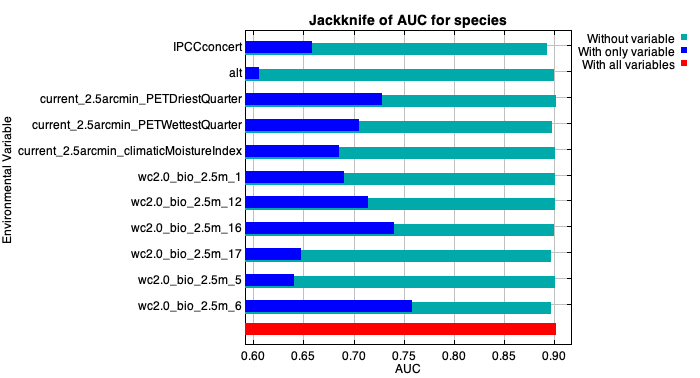 Jackknife of AUC for species
Without variable
With only variable
With all variables
Environmental Variable
IPCCconcert
alt
current_2.5arcmin_PETDriestQuarter
current_2.5arcmin_PETWettestQuarter
current_2.5arcmin_climaticMoistureIndex
wc2.0_bio_2.5m_1
wc2.0_bio_2.5m_12
wc2.0_bio_2.5m_16
wc2.0_bio_2.5m_17
wc2.0_bio_2.5m_5
wc2.0_bio_2.5m_6
0.60 0.65 0.70 0.75 0.80 0.85 0.90
AUC